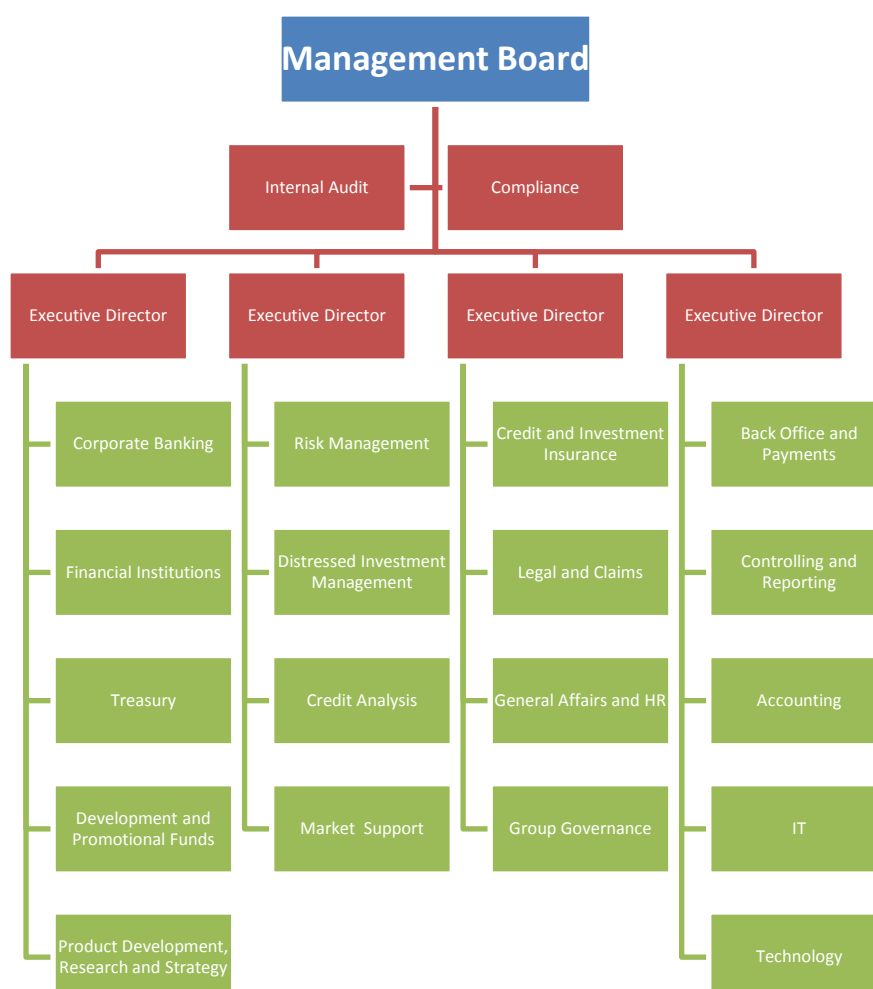 Management Board
Internal Audit
Compliance
Executive Director
Executive Director
Executive Director
Executive Director
Corporate Banking
Risk Management
Credit and Investment
Insurance
Back Office and
Payments
Financial Institutions
Distressed Investment
Management
Legal and Claims
Controlling and
Reporting
Treasury
Credit Analysis
General Affairs and HR
Accounting
Development and
Promotional Funds
Market  Support
Group Governance
IT
Product Development,
Research and Strategy
Technology